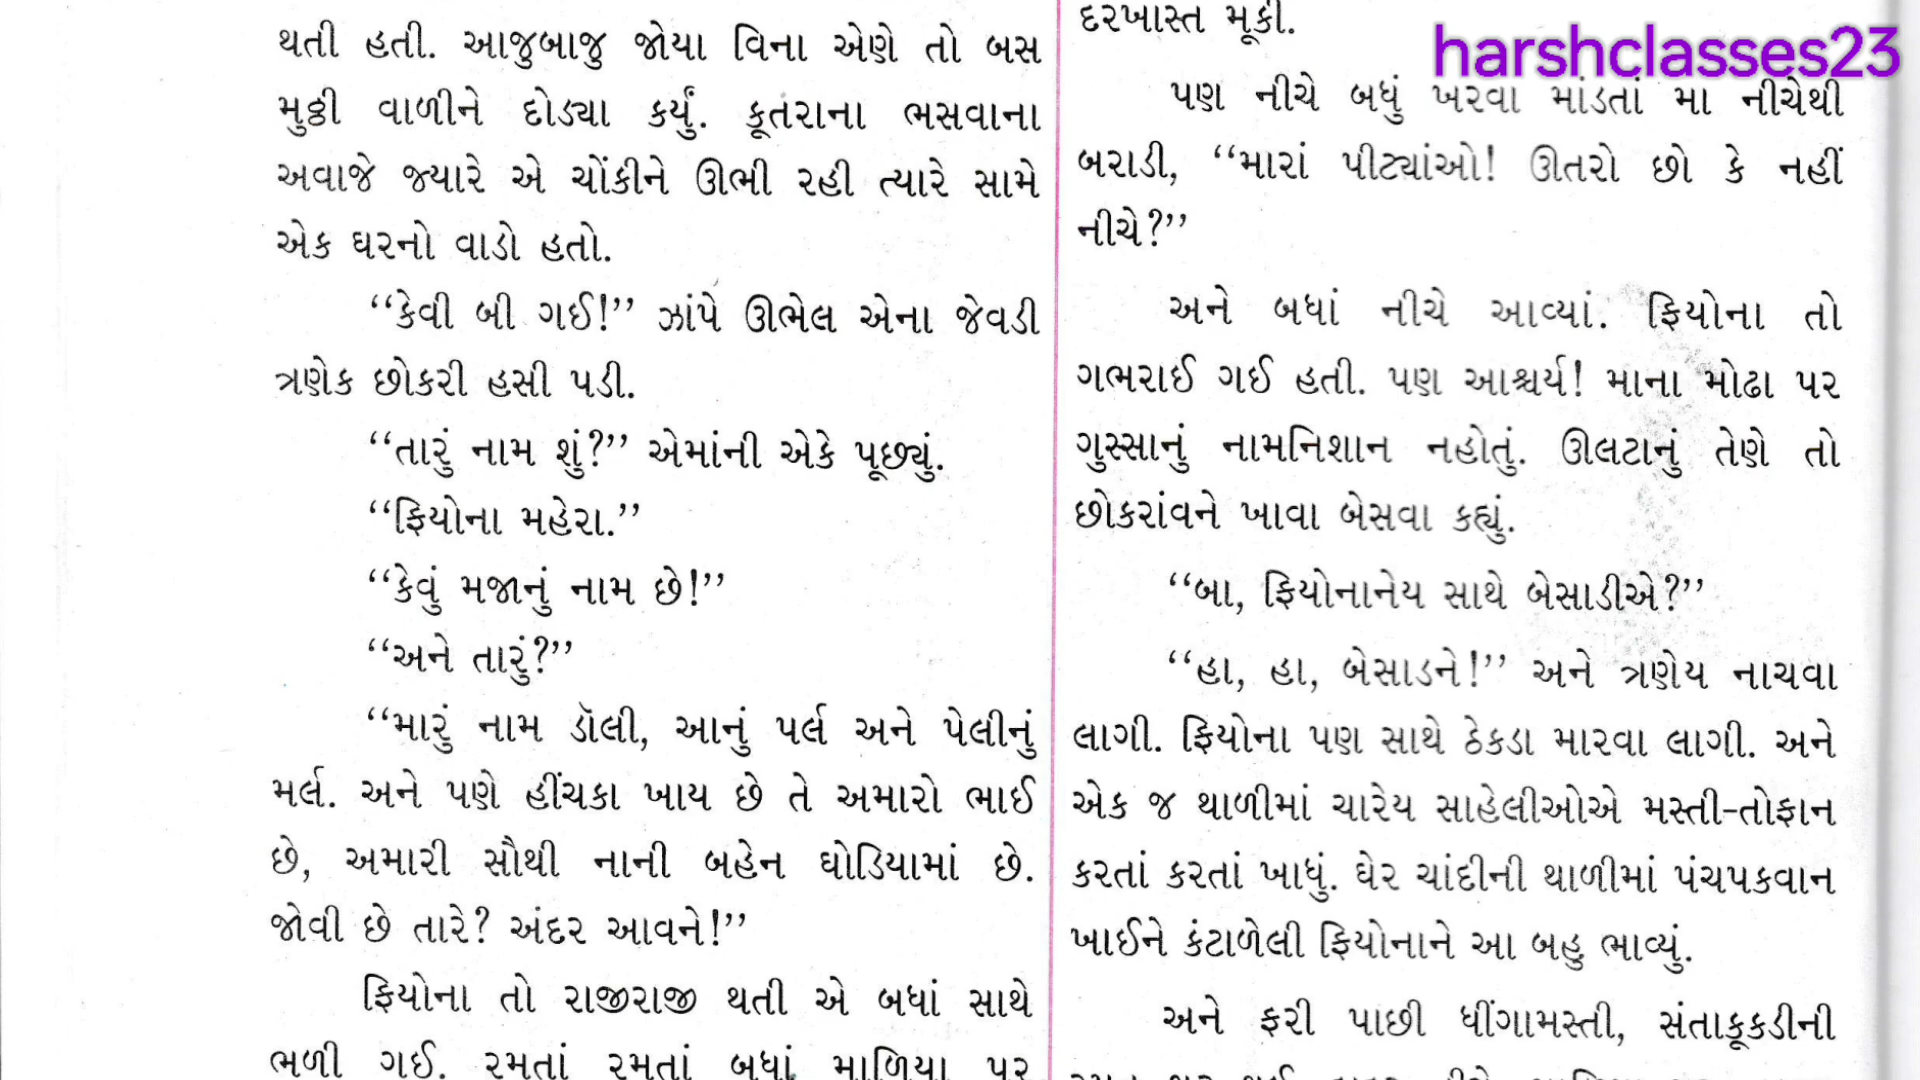 થતી હતી. આજુબાજુ જોયા વિના એણે તો બસ
મુઠ્ઠી વાળીને દોડ્યા કર્યું. કૂતરાના ભસવાના
અવાજે જ્યારે એ ચોંકીને ઊભી રહી ત્યારે સામે
એક ઘરનો વાડો હતો.
‘‘કેવી બી ગઈ!’’ ઝાંપે ઊભેલ એના જેવડી
ત્રણેક છોકરી હસી પડી.
‘‘તારું નામ શું?’’ એમાંની એકે પૂછ્યું.
‘‘ફિયોના મહેરા.’’
‘‘કેવું મજાનું નામ છે!’’
‘‘અને તારું?’’
‘‘મારું નામ ડૉલી, આનું પર્લ અને પેલીનું
મર્લ. અને પણે હીંચકા ખાય છે તે અમારો ભાઈ
છે, અમારી સૌથી નાની બહેન ઘોડિયામાં છે.
જોવી છે તારે? અંદર આવને!’’
ફિયોના તો રાજીરાજી થતી એ બધાં સાથે
ભળી ગઈ. રમતાં રમતાં બધાં માળિયા પર
દરખાસ્ત મૂકી.
પણ નીચે બધું ખરવા માંડતાં મા નીચેથી
બરાડી, ‘‘મારાં પીટ્યાંઓ! ઊતરો છો કે નહીં
નીચે?’’
અને બધાં નીચે આવ્યાં. ફિયોના તો
ગભરાઈ ગઈ હતી. પણ આશ્ચર્ય! માના મોઢા પર
ગુસ્સાનું નામનિશાન નહોતું. ઊલટાનું તેણે તો
છોકરાંવને ખાવા બેસવા કહ્યું.
‘‘બા, ફિયોનાનેય સાથે બેસાડીએ?’’
‘‘હા, હા, બેસાડને!’’ અને ત્રણેય નાચવા
લાગી. ફિયોના પણ સાથે ઠેકડા મારવા લાગી. અને
એક જ થાળીમાં ચારેય સાહેલીઓએ મસ્તી-તોફાન
કરતાં કરતાં ખાધું. ઘેર ચાંદીની થાળીમાં પંચપકવાન
ખાઈને કંટાળેલી ફિયોનાને આ બહુ ભાવ્યું.
અને ફરી પાછી ધીંગામસ્તી, સંતાકૂકડીની
harshclasses23